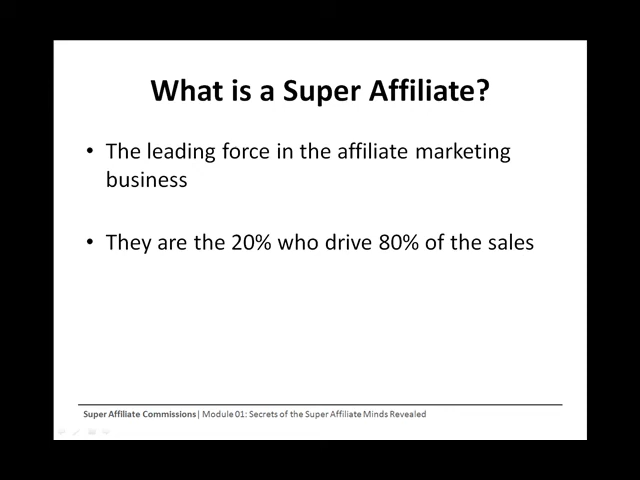 What is a Super Affiliate?
• The leading force in the affiliate marketing
business
• They are the 20% who drive 80% of the sales
Super Affiliate Commissions| Module 01: Secrets of the Super Affiliate Minds Revealed